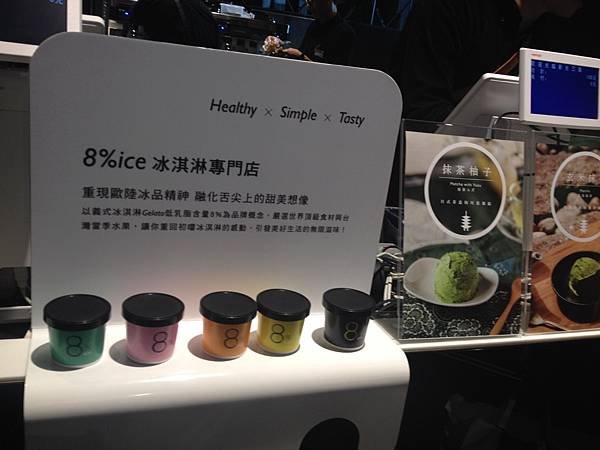 Healthy × Simple × Tasty
8%ice 冰淇淋專門店
重現歐陸冰品精神 融化舌尖上的甜美想像
以義式冰淇淋Gelato低乳脂含量8%為品牌概念，嚴選世界頂級食材與台
灣當季水果，讓你重回初嚐冰淇淋的感動，引發美好生活的無限滋味！
8
8
8
8
8
抹茶柚子
Matcha with Yuzu